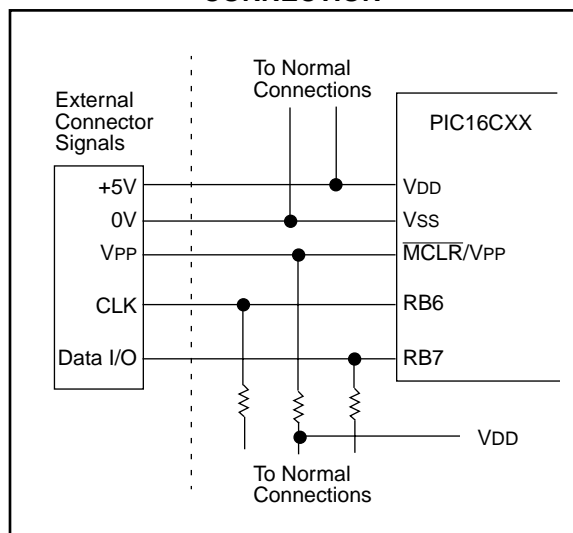 CONNECTION
To Normal
Connections
External
Connector
Signals
PIC16CXX
+5V
VDD
0V
VSS
VPP
MCLR/VPP
CLK
RB6
Data I/O
RB7
VDD
To Normal
Connections